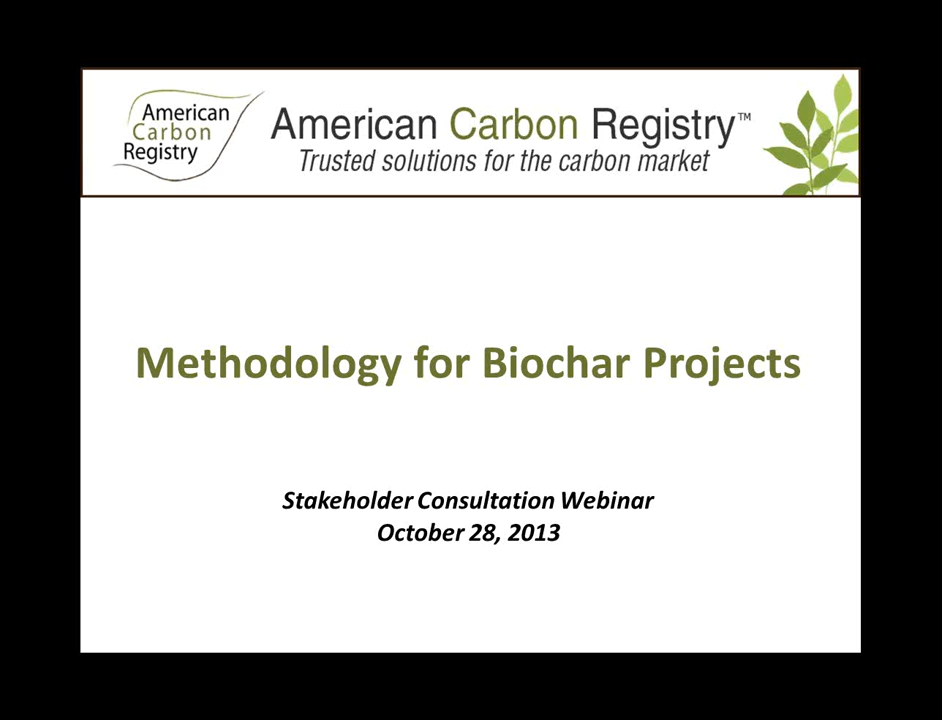 American
Carbon
Registry
American Carbon Registry™
Trusted solutions for the carbon market
Methodology for Biochar Projects
Stakeholder Consultation Webinar
October 28, 2013